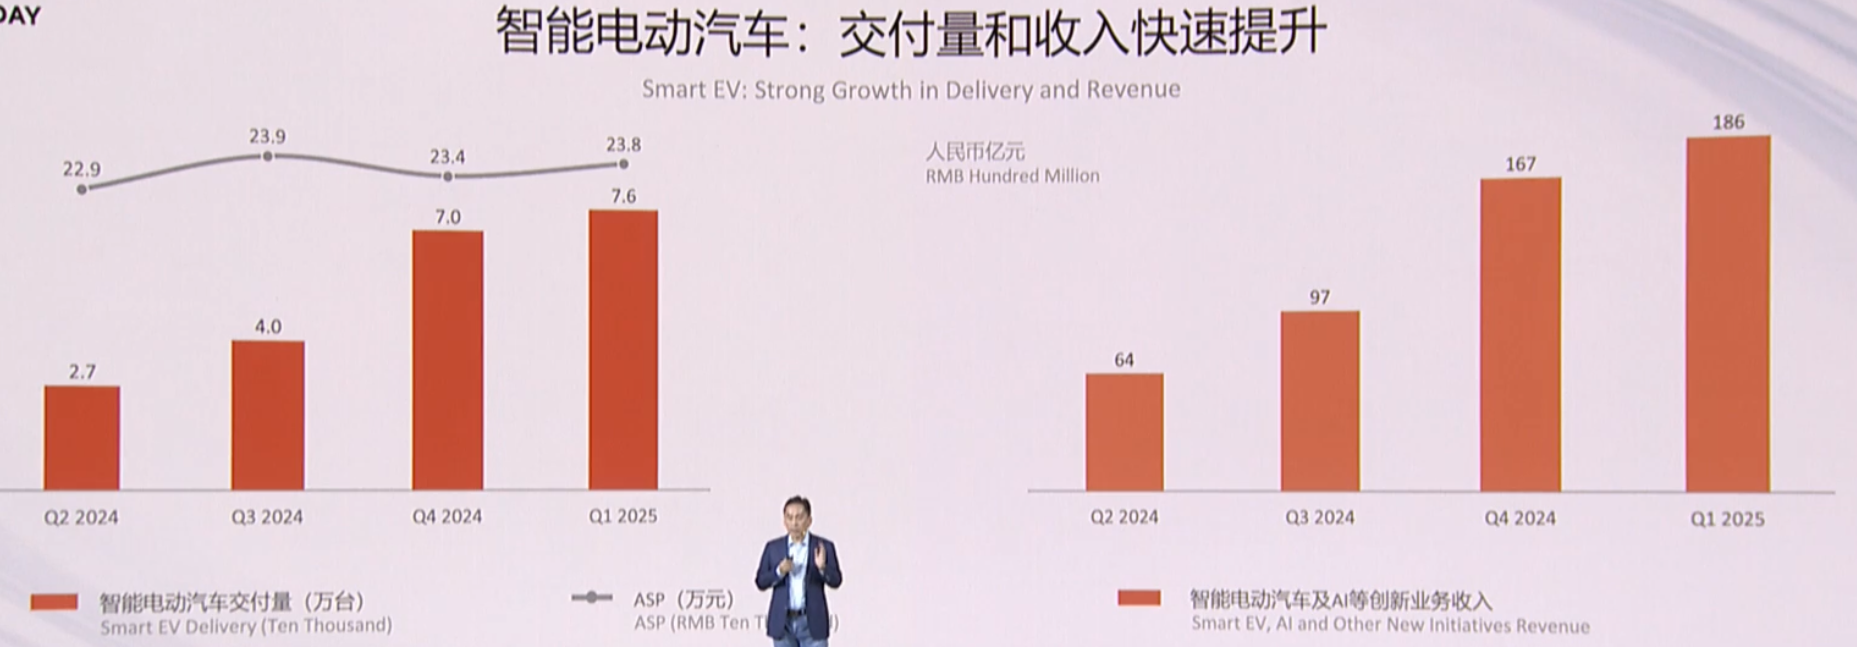 DAY
智能电动汽车：交付量和收入快速提升
Smart EV: Strong Growth in Delivery and Revenue
22.9
23.9
23.4
23.8
2.7
4.0
7.0
7.6
Q2 2024
Q3 2024
Q4 2024
Q1 2025
智能电动汽车交付量（万台）
Smart EV Delivery (Ten Thousand)
ASP（万元）
ASP (RMB Ten
人民币亿元
RMB Hundred Million
64
97
167
186
Q2 2024
Q3 2024
Q4 2024
Q1 2025
智能电动汽车及AI等创新业务收入
Smart EV, AI and Other New Initiatives Revenue